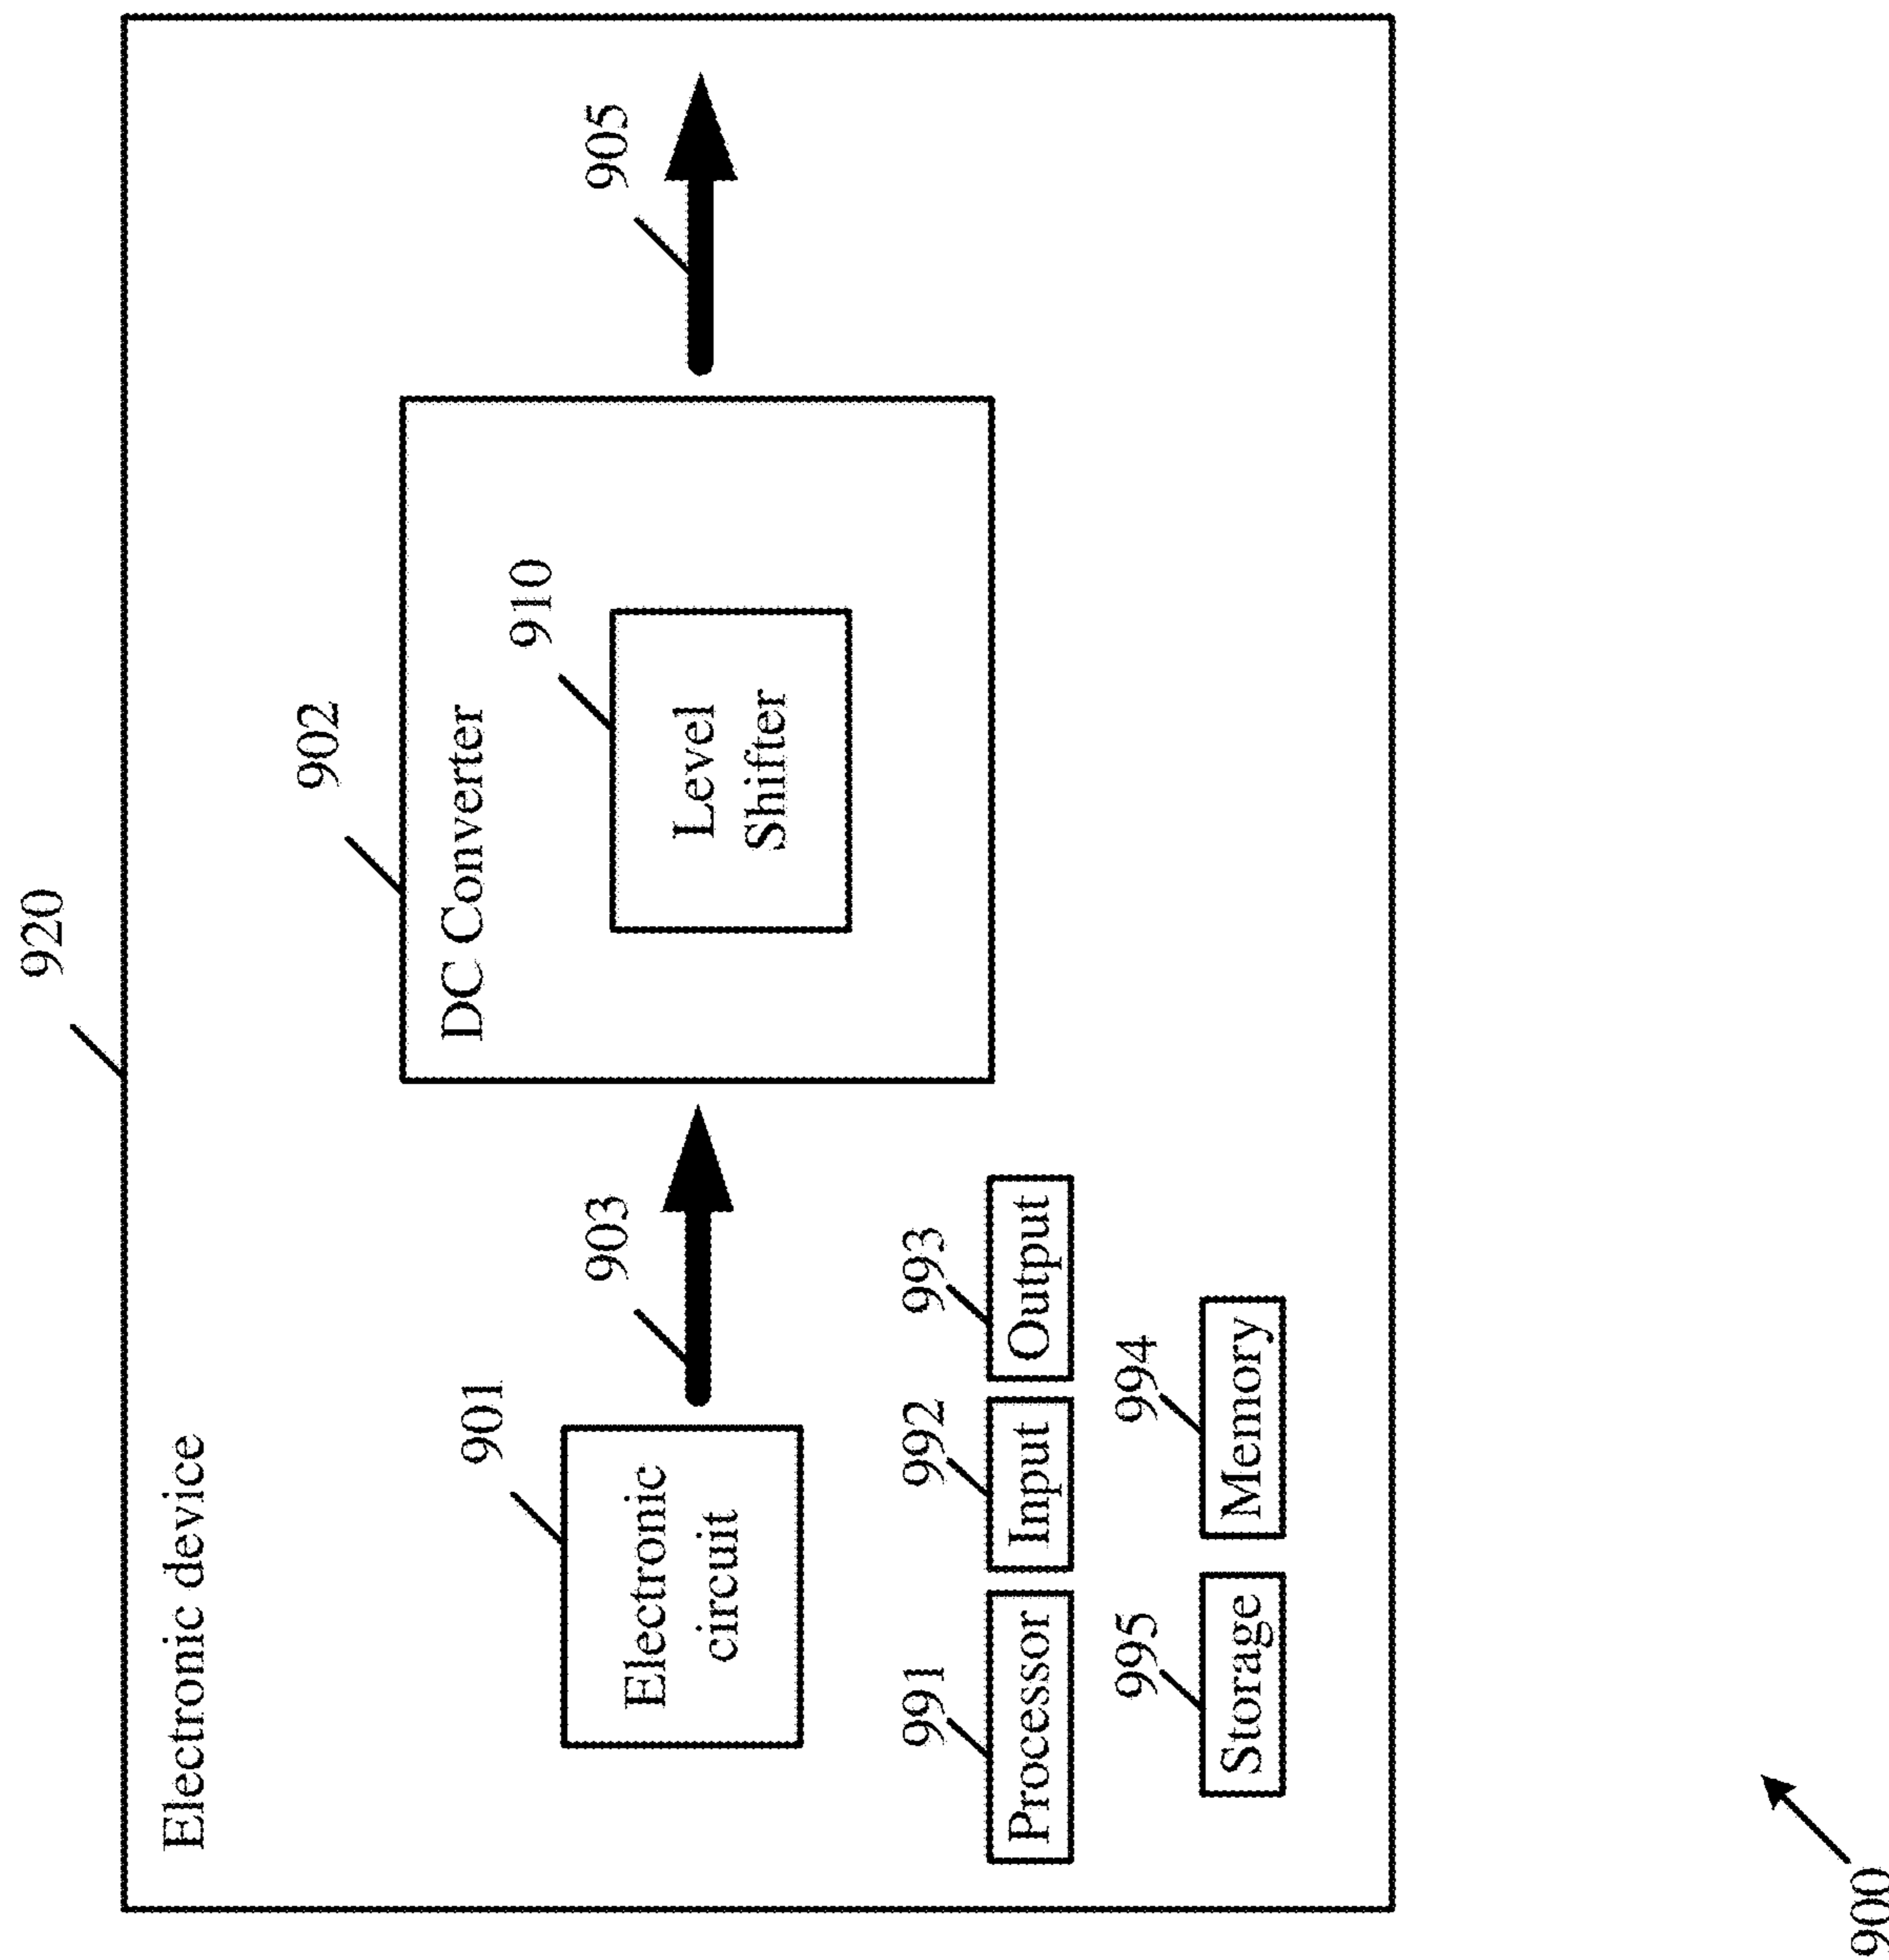 920
Electronic device
902
DC Converter
901
903
910
905
Electronic
circuit
Level
Shifter
991
992
993
Processor
Input
Output
995
994
Storage
Memory
900